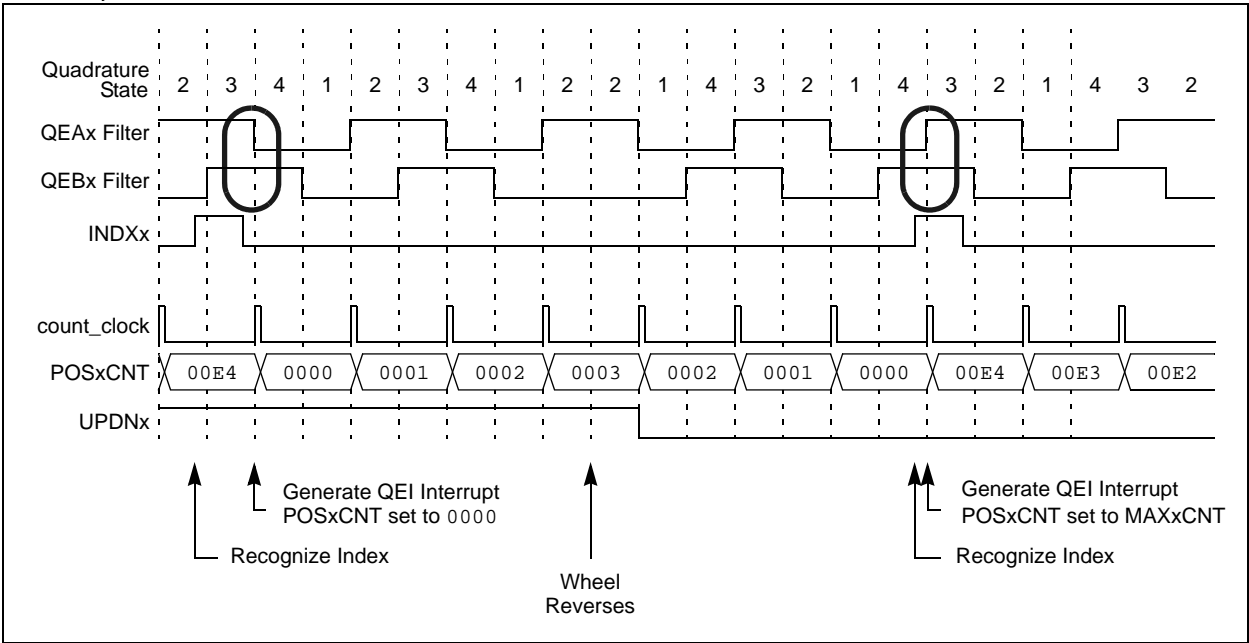 Quadrature
State
2 3 4 1 2 3 4 1 2 2 1 4 3 2 1 4 3 2 1 4 3 2
QEAx Filter
QEBx Filter
INDXx
count_clock
POSxCNT 00E4 0000 0001 0002 0003 0002 0001 0000 00E4 00E3 00E2
UPDNx
Generate QEI Interrupt
POSxCNT set to 0000
Recognize Index
Wheel
Reverses
Generate QEI Interrupt
POSxCNT set to MAXxCNT
Recognize Index